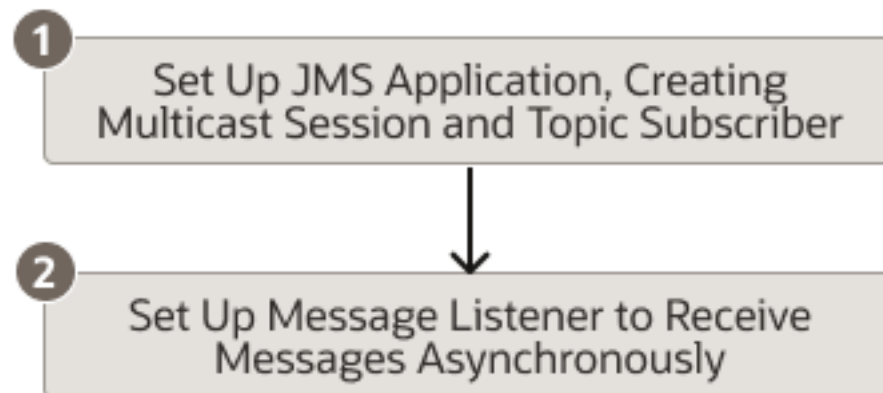 1
Set Up JMS Application, Creating
Multicast Session and Topic Subscriber
2
Set Up Message Listener to Receive
Messages Asynchronously